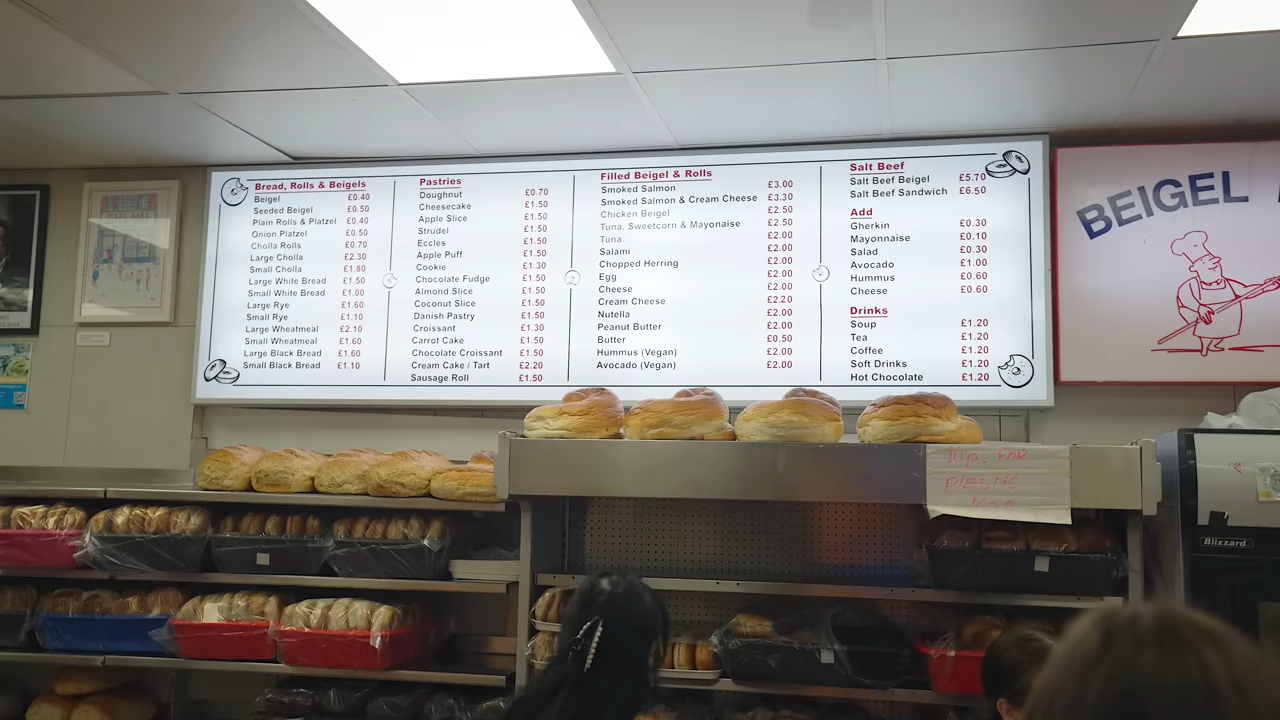 Bread, Rolls & Beigels
Beigel £0.40
Seeded Beigel £0.50
Plain Rolls & Platzel £0.40
Onion Platzel £0.50
Cholla Rolls £0.70
Large Cholla £2.30
Small Cholla £1.80
Large White Bread £1.50
Small White Bread £1.00
Large Rye £1.60
Small Rye £1.10
Large Wheatmeal £2.10
Small Wheatmeal £1.60
Large Black Bread £1.60
Small Black Bread £1.10
Pastries
Doughnut £0.70
Cheesecake £1.50
Apple Slice £1.50
Strudel £1.50
Eccles £1.50
Apple Puff £1.50
Cookie £1.30
Chocolate Fudge £1.50
Almond Slice £1.50
Coconut Slice £1.50
Danish Pastry £1.50
Croissant £1.30
Carrot Cake £1.50
Chocolate Croissant £1.50
Cream Cake / Tart £2.20
Sausage Roll £1.50
Filled Beigel & Rolls
Smoked Salmon £3.00
Smoked Salmon & Cream Cheese £3.30
Chicken Beigel £2.50
Tuna, Sweetcorn & Mayonaise £2.50
Tuna £2.00
Salami £2.00
Chopped Herring £2.00
Egg £2.00
Cheese £2.00
Cream Cheese £2.20
Nutella £2.00
Peanut Butter £2.00
Butter £0.50
Hummus (Vegan) £2.00
Avocado (Vegan) £2.00
Salt Beef
Salt Beef Beigel £5.70
Salt Beef Sandwich £6.50
Add
Gherkin £0.30
Mayonnaise £0.10
Salad £0.30
Avocado £1.00
Hummus £0.60
Cheese £0.60
Drinks
Soup £1.20
Tea £1.20
Coffee £1.20
Soft Drinks £1.20
Hot Chocolate £1.20
BEIGEL
10p. FOR
plastic
Blizzard